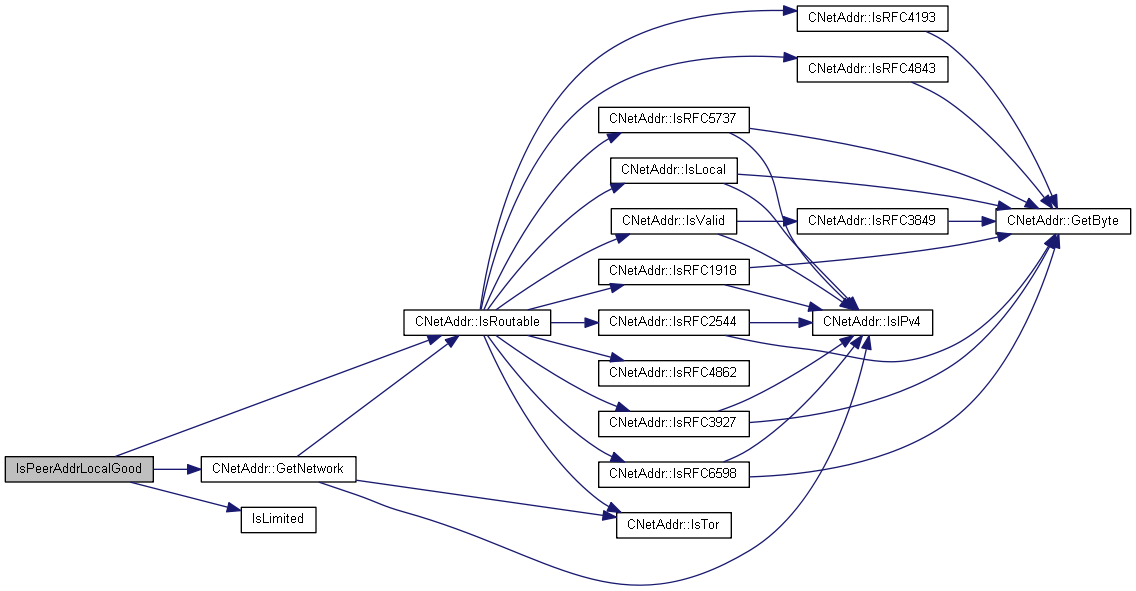 CNetAddr::IsRFC4193
CNetAddr::IsRFC4843
CNetAddr::IsRFC5737
CNetAddr::IsLocal
CNetAddr::IsValid
CNetAddr::IsRFC3849
CNetAddr::GetByte
CNetAddr::IsRFC1918
CNetAddr::IsRoutable
CNetAddr::IsRFC2544
CNetAddr::IsIPv4
CNetAddr::IsRFC4862
CNetAddr::IsRFC3927
IsPeerAddrLocalGood
CNetAddr::GetNetwork
CNetAddr::IsRFC6598
IsLimited
CNetAddr::IsTor